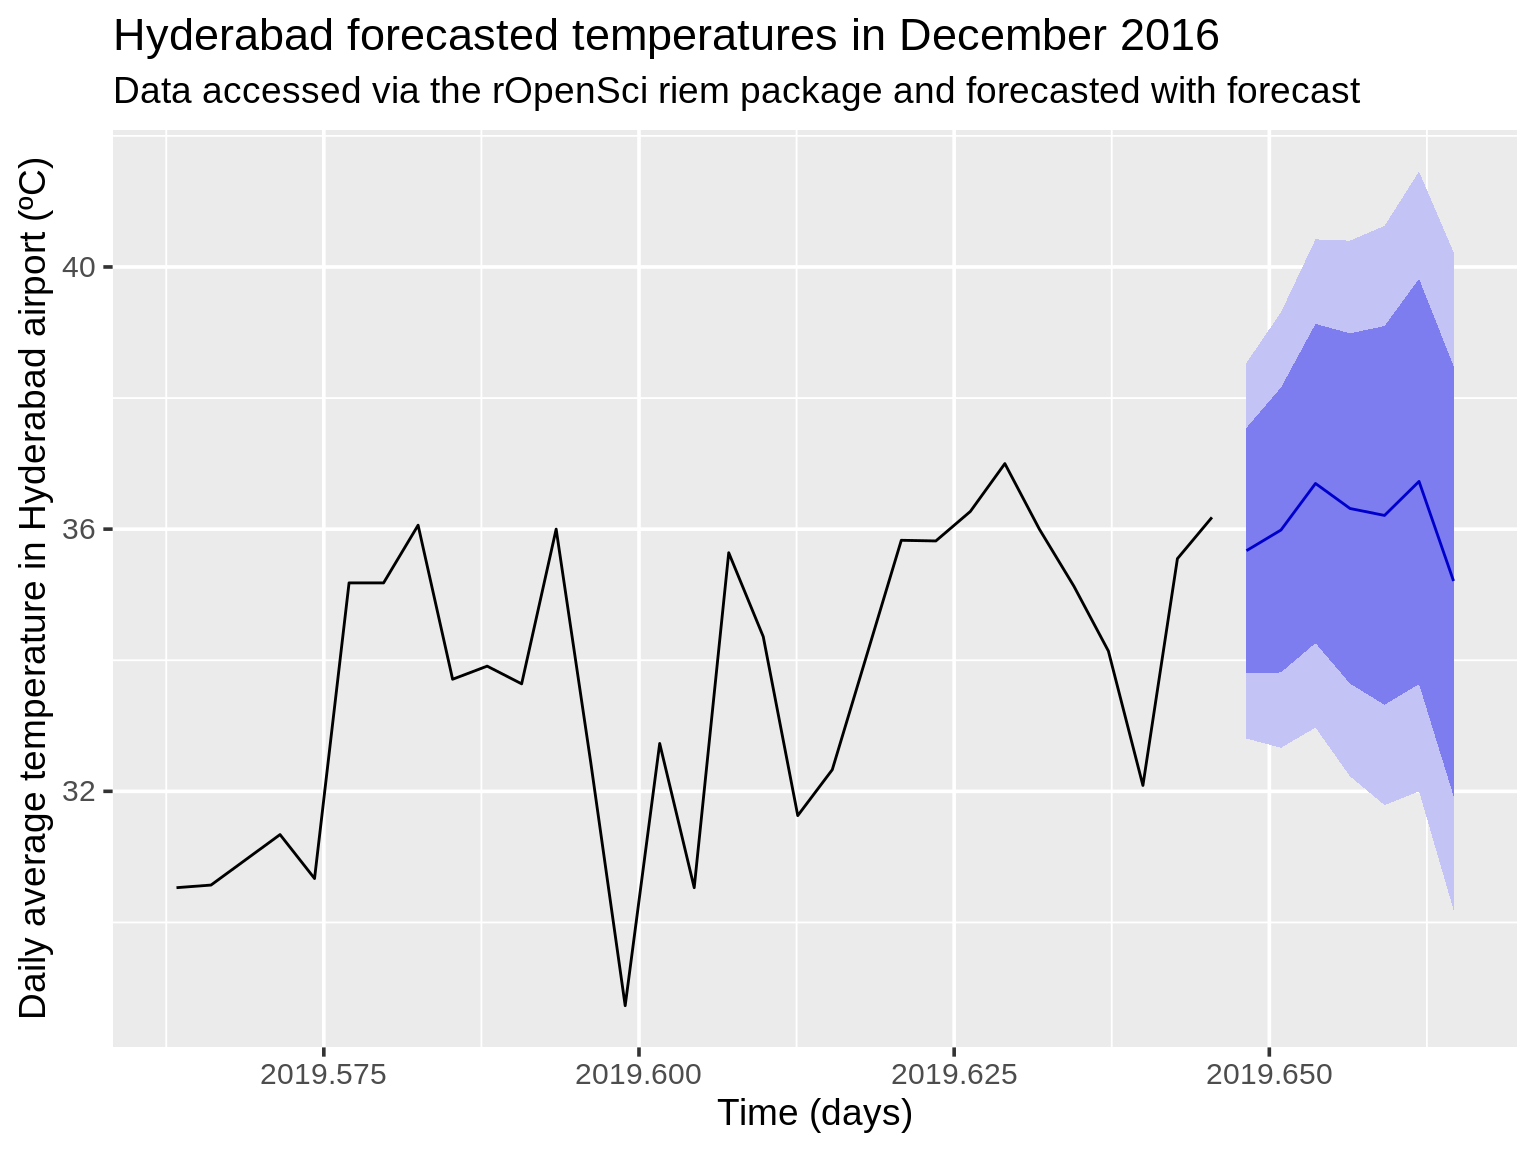 Hyderabad forecasted temperatures in December 2016
Data accessed via the rOpenSci riem package and forecasted with forecast
Daily average temperature in Hyderabad airport (ºC)
40
36
32
2019.575 2019.600 2019.625 2019.650
Time (days)